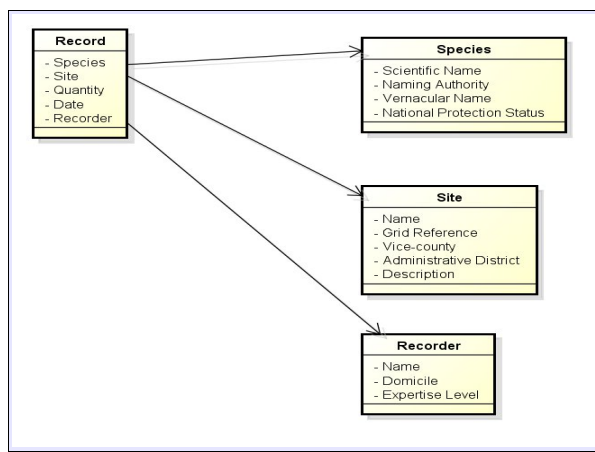 Record
- Species
- Site
- Quantity
- Date
- Recorder
Species
- Scientific Name
- Naming Authority
- Vernacular Name
- National Protection Status
Site
- Name
- Grid Reference
- Vice-county
- Administrative District
- Description
Recorder
- Name
- Domicile
- Expertise Level